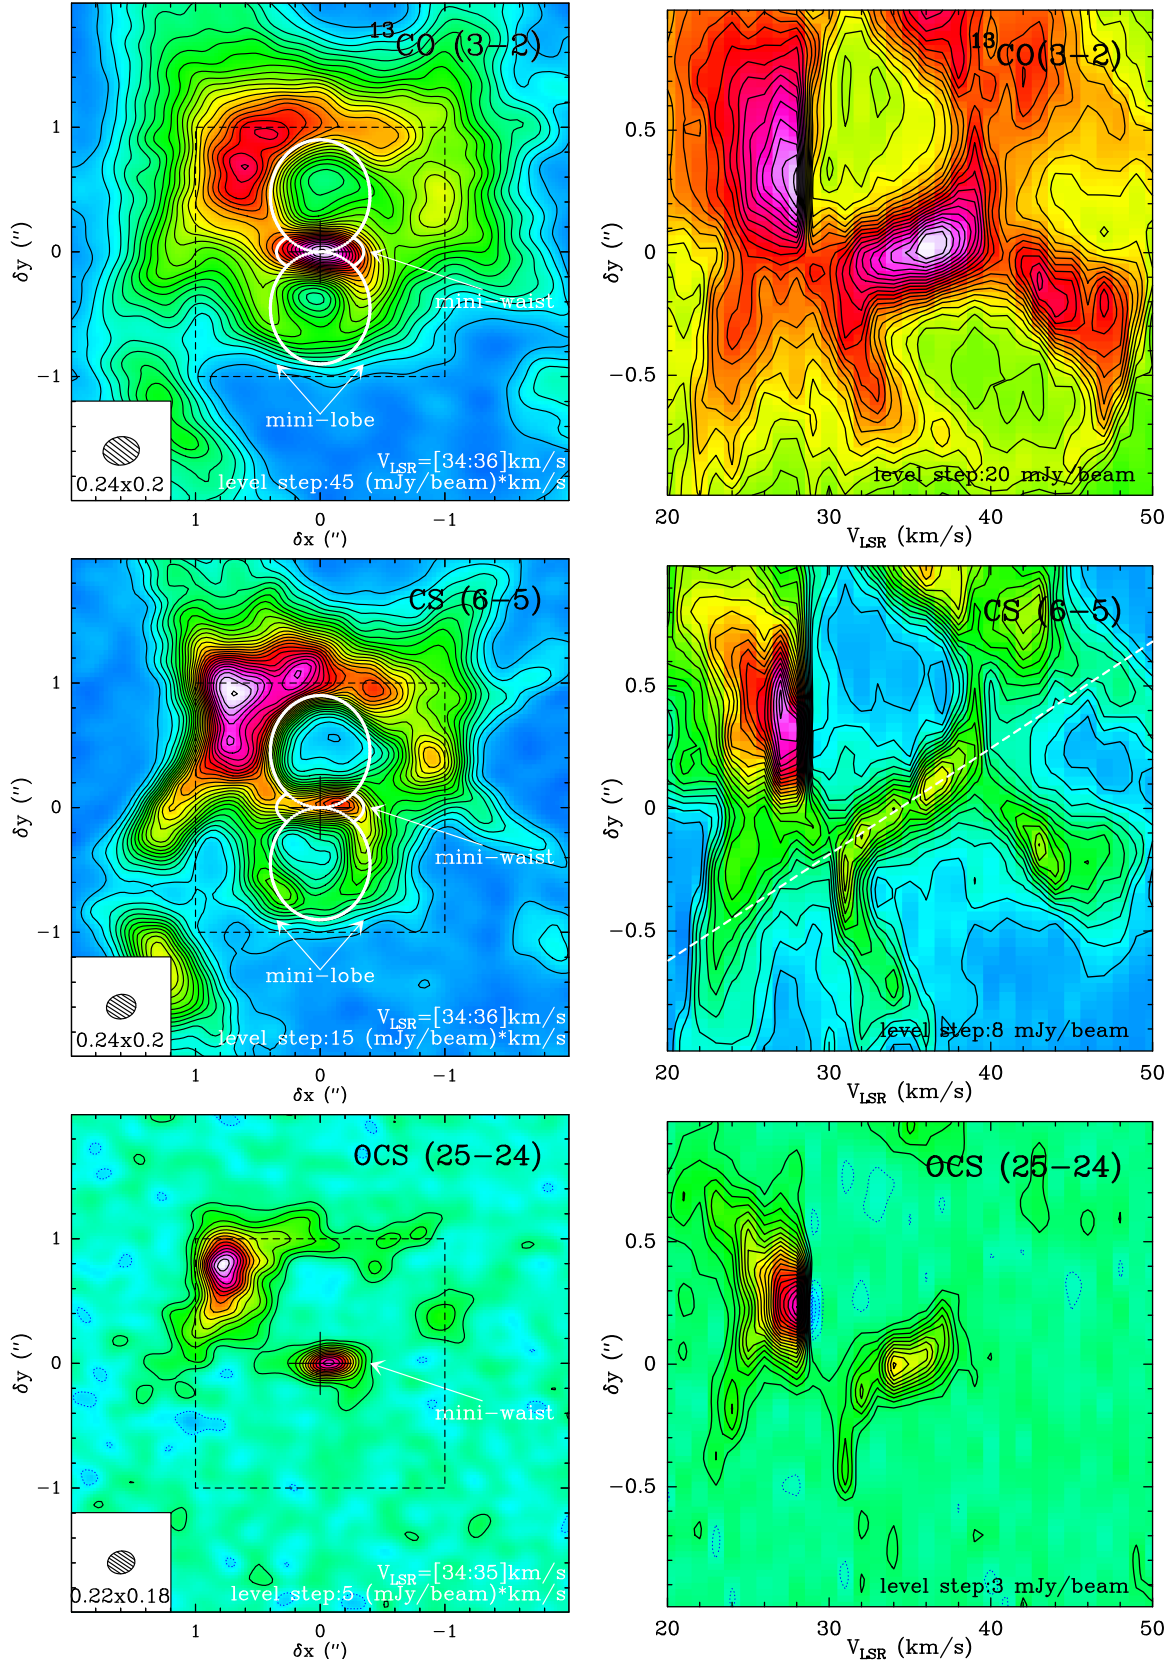 ¹³CO (3−2)
1
0
−1
δy (″)
mini−waist
mini−lobe
V_LSR=[34:36]km/s
level step:45 (mJy/beam)*km/s
0.24x0.2
1 0 −1
δx (″)
¹³CO(3−2)
0.5
0
−0.5
δy (″)
level step:20 mJy/beam
20 30 40 50
V_LSR (km/s)
CS (6−5)
1
0
−1
δy (″)
mini−waist
mini−lobe
V_LSR=[34:36]km/s
level step:15 (mJy/beam)*km/s
0.24x0.2
1 0 −1
δx (″)
CS (6−5)
0.5
0
−0.5
δy (″)
level step:8 mJy/beam
20 30 40 50
V_LSR (km/s)
OCS (25−24)
1
0
−1
δy (″)
mini−waist
V_LSR=[34:35]km/s
level step:5 (mJy/beam)*km/s
0.22x0.18
1 0 −1
δx (″)
OCS (25−24)
0.5
0
−0.5
δy (″)
level step:3 mJy/beam
20 30 40 50
V_LSR (km/s)